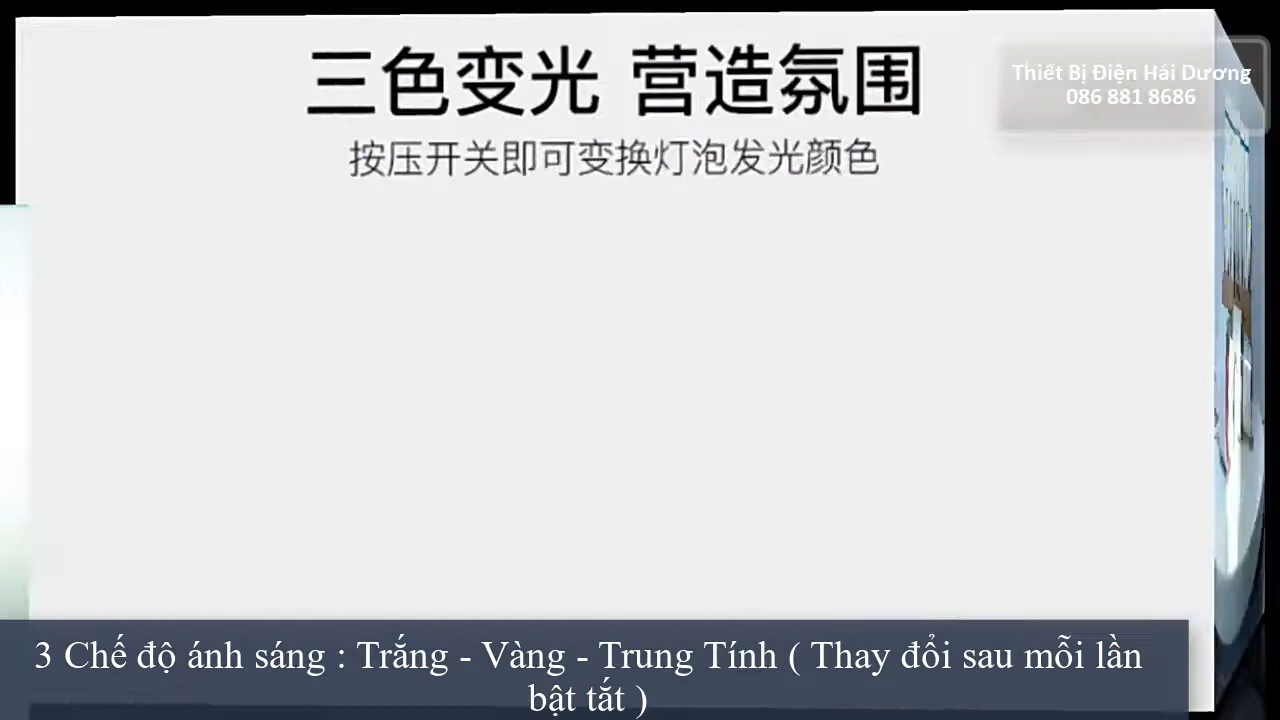 三色变光 营造氛围
按压开关即可变换灯泡发光颜色
Thiết Bị Điện Hải Dương
086 881 8686
3 Chế độ ánh sáng : Trắng - Vàng - Trung Tính ( Thay đổi sau mỗi lần
bật tắt )